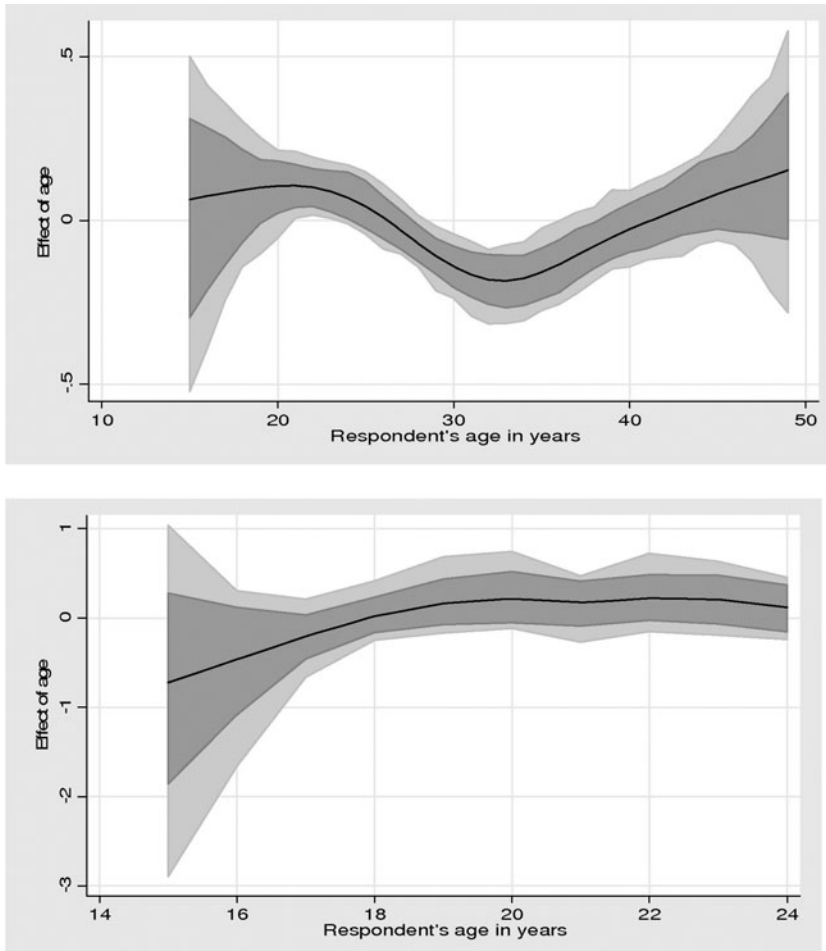 .5
0
-.5
Effect of age
10 20 30 40 50
Respondent's age in years
1
0
-1
-2
-3
Effect of age
14 16 18 20 22 24
Respondent's age in years